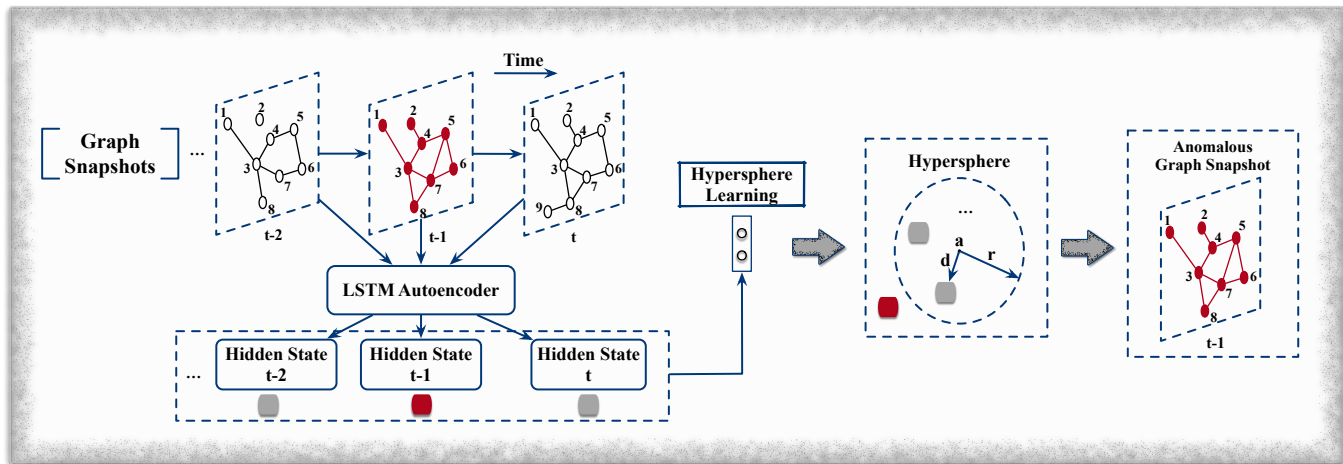 Time
Graph
Snapshots
...
1
2
3
4
5
6
7
8
t-2
1
2
3
4
5
6
7
8
t-1
1
2
3
4
5
6
7
8
9
t
LSTM Autoencoder
...
Hidden State
t-2
Hidden State
t-1
Hidden State
t
Hypersphere
Learning
Hypersphere
...
a
d
r
Anomalous
Graph Snapshot
1
2
3
4
5
6
7
8
t-1